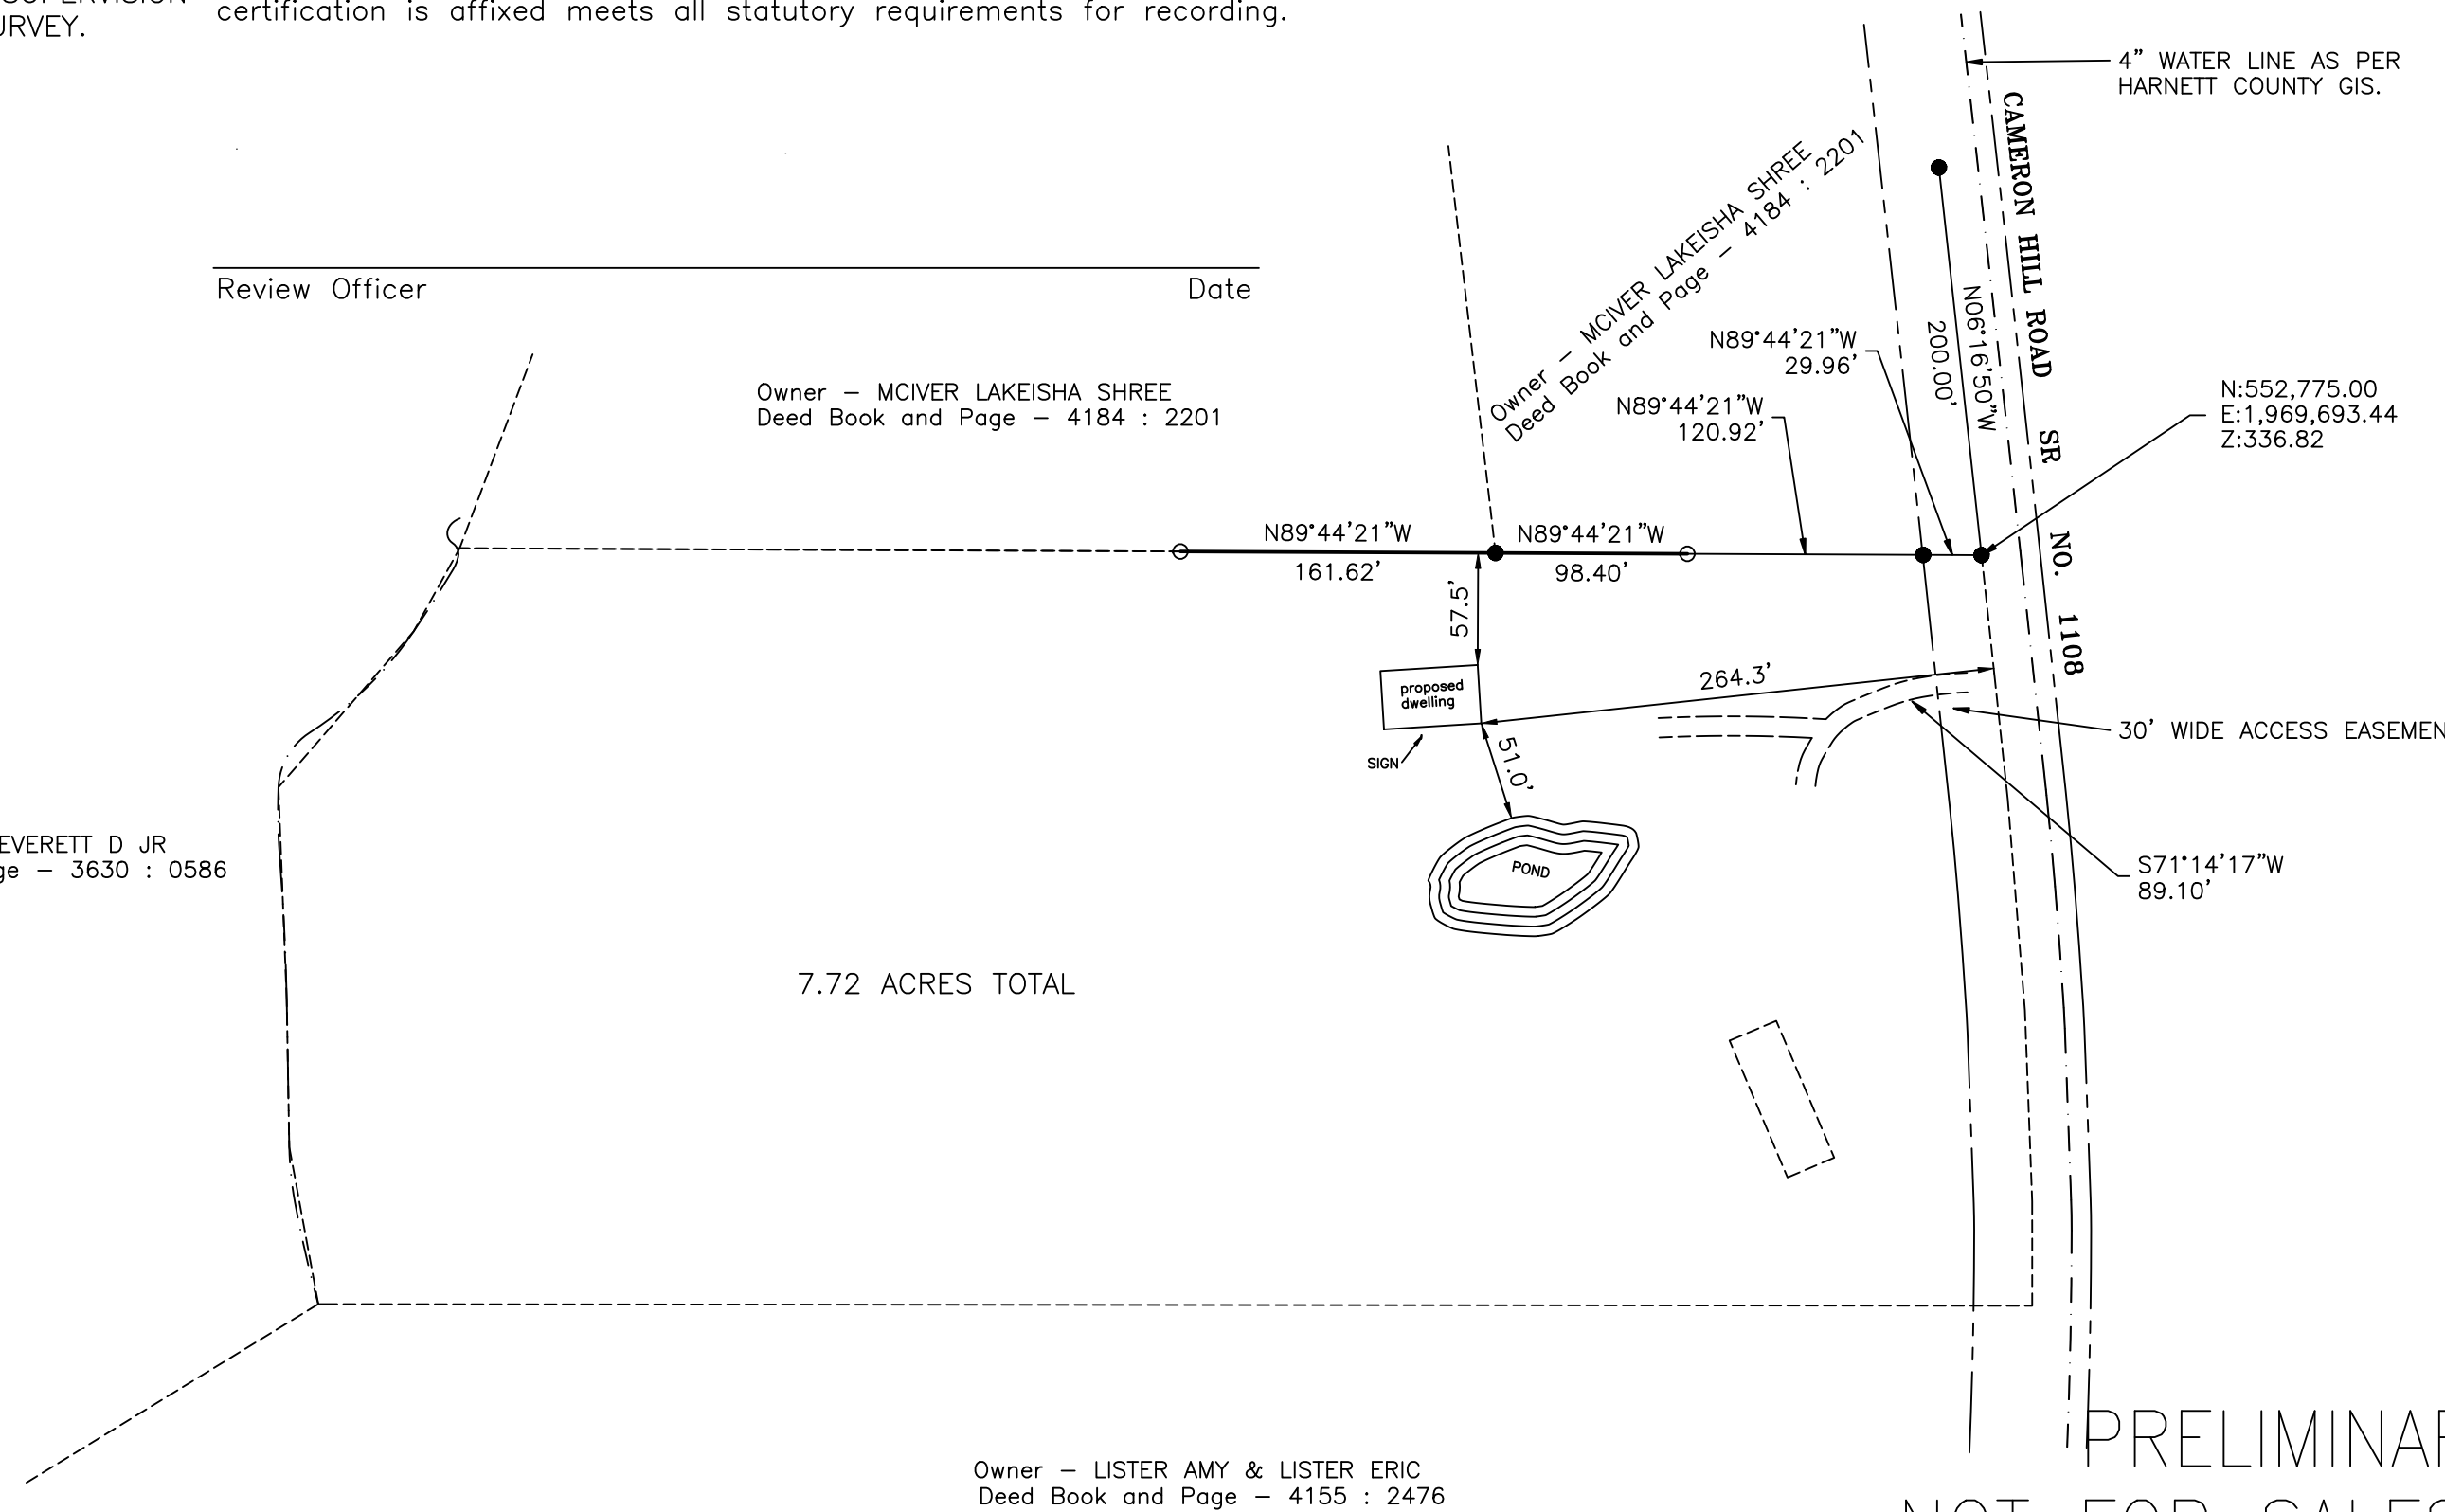 certification is affixed meets all statutory requirements for recording.
4" WATER LINE AS PER
HARNETT COUNTY GIS.
Review Officer Date
CAMERON HILL ROAD SR NO. 1108
Owner – MCIVER LAKEISHA SHREE
Deed Book and Page – 4184 : 2201
Owner – MCIVER LAKEISHA SHREE
Deed Book and Page – 4184 : 2201
N89°44'21"W
29.96'
N89°44'21"W
120.92'
N06°16'50"W
200.00'
N:552,775.00
E:1,969,693.44
Z:336.82
N89°44'21"W
161.62'
N89°44'21"W
98.40'
57.5'
proposed
dwelling
SIGN
264.3'
51.0'
30' WIDE ACCESS
POND
EVERETT D JR
– 3630 : 0586
S71°14'17"W
89.10'
7.72 ACRES TOTAL
Owner – LISTER AMY & LISTER ERIC
Deed Book and Page – 4155 : 2476
NOT FOR